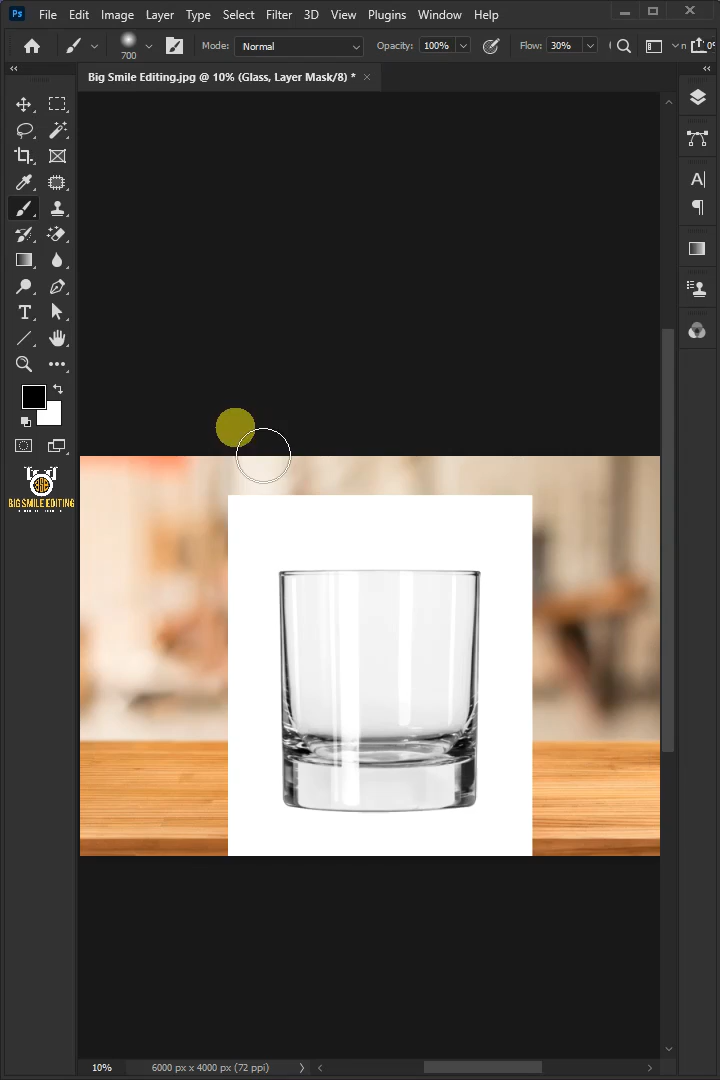 Ps File Edit Image Layer Type Select Filter 3D View Plugins Window Help
700 Mode: Normal Opacity: 100% Flow: 30% 0°
Big Smile Editing.jpg @ 10% (Glass, Layer Mask/8) * ×
BIG SMILE EDITING
10% 6000 px x 4000 px (72 ppi)